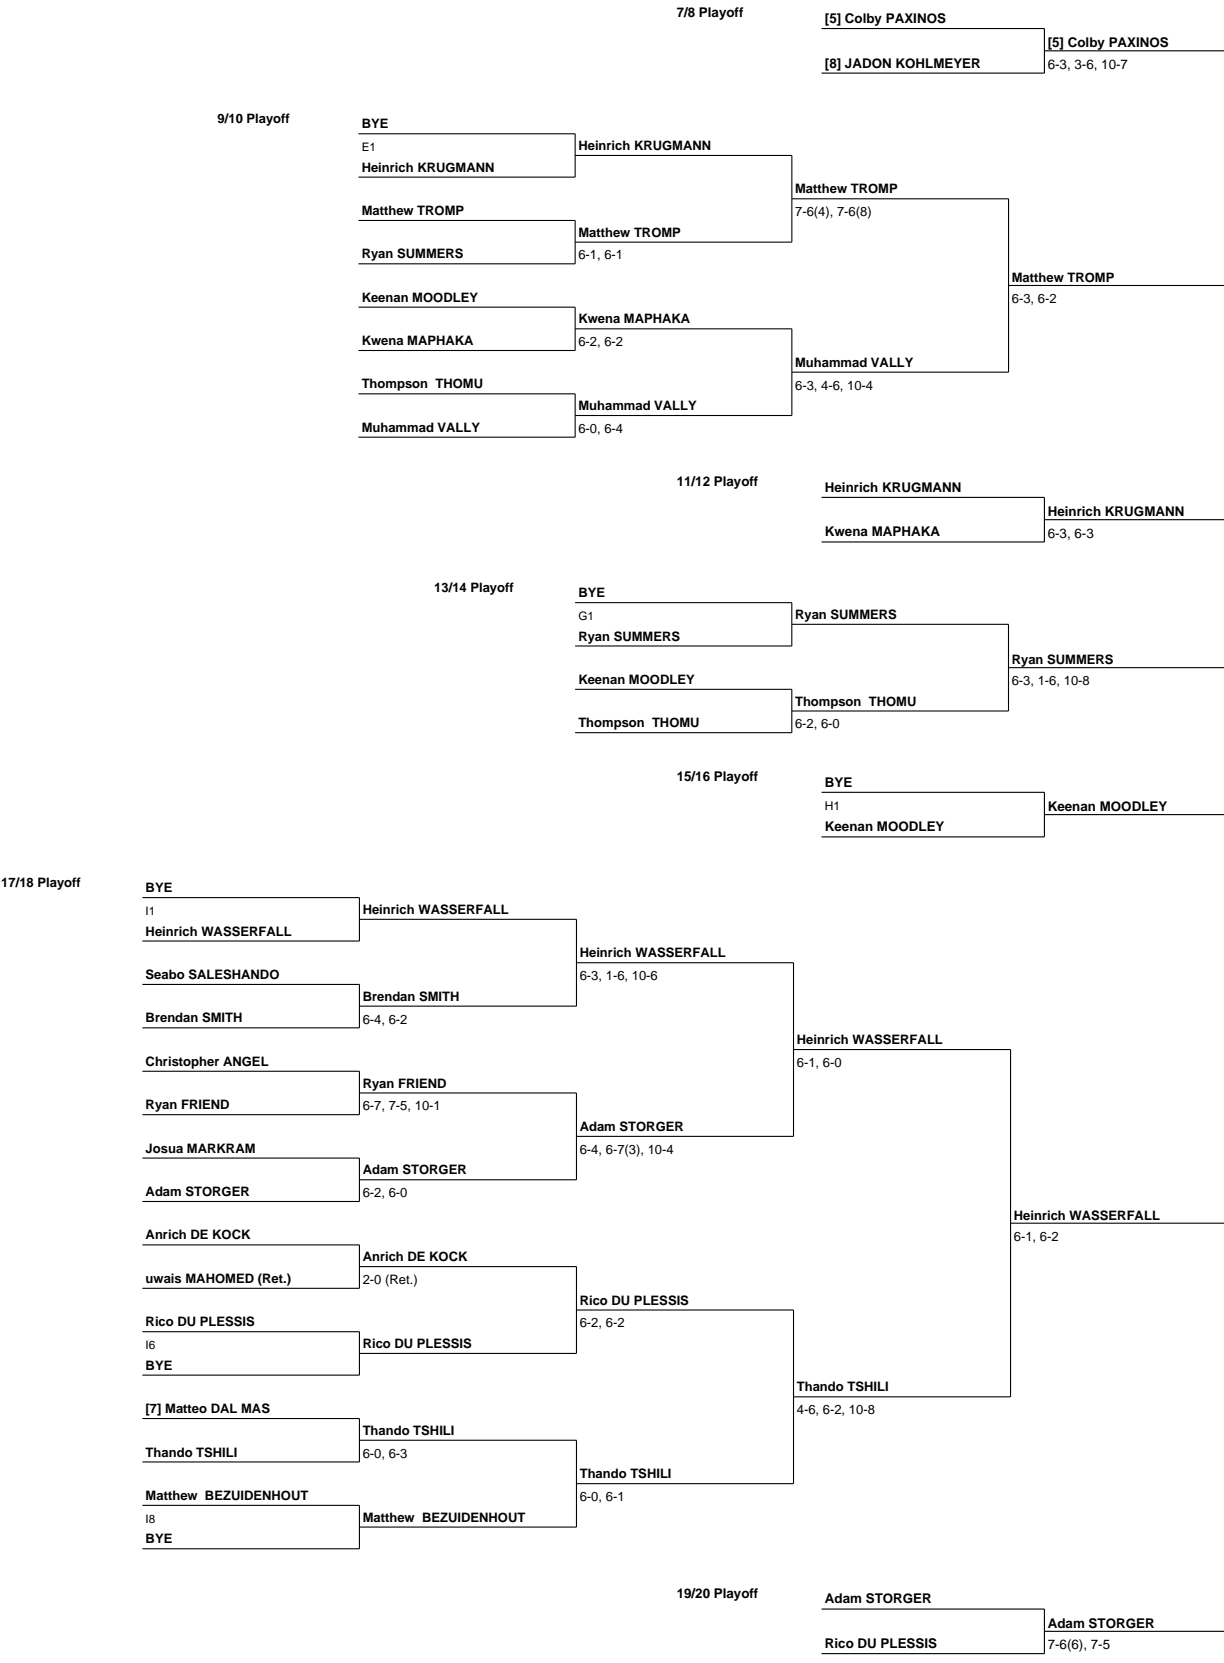 7/8 Playoff
[5] Colby PAXINOS
[5] Colby PAXINOS
[8] JADON KOHLMEYER
6-3, 3-6, 10-7
9/10 Playoff
BYE
E1
Heinrich KRUGMANN
Heinrich KRUGMANN
Matthew TROMP
7-6(4), 7-6(8)
Matthew TROMP
Matthew TROMP
Ryan SUMMERS
6-1, 6-1
Matthew TROMP
6-3, 6-2
Keenan MOODLEY
Kwena MAPHAKA
Kwena MAPHAKA
6-2, 6-2
Muhammad VALLY
6-3, 4-6, 10-4
Thompson  THOMU
Muhammad VALLY
Muhammad VALLY
6-0, 6-4
11/12 Playoff
Heinrich KRUGMANN
Heinrich KRUGMANN
Kwena MAPHAKA
6-3, 6-3
13/14 Playoff
BYE
G1
Ryan SUMMERS
Ryan SUMMERS
Ryan SUMMERS
6-3, 1-6, 10-8
Keenan MOODLEY
Thompson  THOMU
Thompson  THOMU
6-2, 6-0
15/16 Playoff
BYE
H1
Keenan MOODLEY
Keenan MOODLEY
17/18 Playoff
BYE
I1
Heinrich WASSERFALL
Heinrich WASSERFALL
Heinrich WASSERFALL
6-3, 1-6, 10-6
Seabo SALESHANDO
Brendan SMITH
Brendan SMITH
6-4, 6-2
Heinrich WASSERFALL
6-1, 6-0
Christopher ANGEL
Ryan FRIEND
Ryan FRIEND
6-7, 7-5, 10-1
Adam STORGER
6-4, 6-7(3), 10-4
Josua MARKRAM
Adam STORGER
Adam STORGER
6-2, 6-0
Heinrich WASSERFALL
6-1, 6-2
Anrich DE KOCK
Anrich DE KOCK
uwais MAHOMED (Ret.)
2-0 (Ret.)
Rico DU PLESSIS
6-2, 6-2
Rico DU PLESSIS
I6
Rico DU PLESSIS
BYE
Thando TSHILI
4-6, 6-2, 10-8
[7] Matteo DAL MAS
Thando TSHILI
Thando TSHILI
6-0, 6-3
Thando TSHILI
6-0, 6-1
Matthew  BEZUIDENHOUT
I8
Matthew  BEZUIDENHOUT
BYE
19/20 Playoff
Adam STORGER
Adam STORGER
Rico DU PLESSIS
7-6(6), 7-5